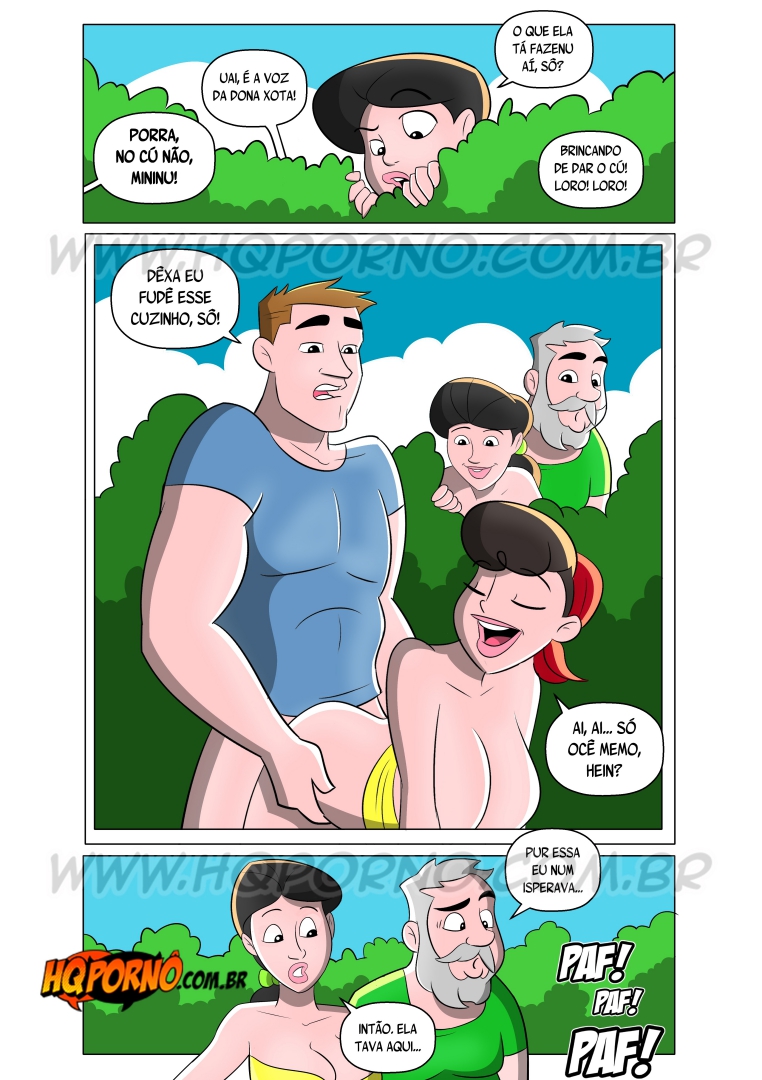 O QUE ELA
TÁ FAZENU
AÍ, SÔ?
UAI, É A VOZ
DA DONA XOTA!
PORRA,
NO CÚ NÃO,
MININU!
BRINCANDO
DE DAR O CÚ!
LORO! LORO!
WWW.HQPORNO.COM.BR
DÊXA EU
FUDÊ ESSE
CUZINHO, SÔ!
AI, AI... SÓ
OCÊ MEMO,
HEIN?
WWW.HQPORNO.COM.BR
PUR ESSA
EU NUM
ISPERAVA...
HQPORNÔ.COM.BR
INTÃO. ELA
TAVA AQUI...
PAF!
PAF!
PAF!